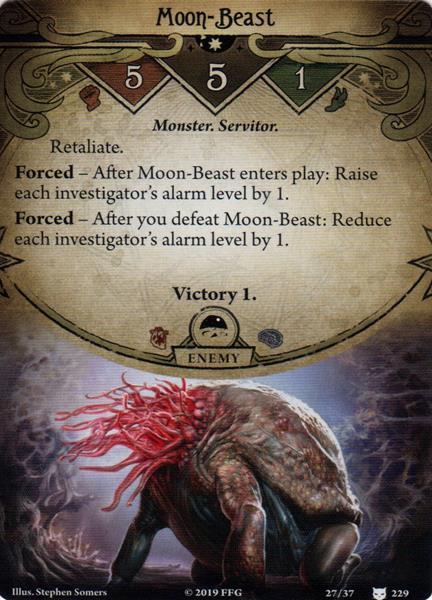 Moon-Beast
5
5
1
Monster. Servitor.
Retaliate.
Forced – After Moon-Beast enters play: Raise
each investigator's alarm level by 1.
Forced – After you defeat Moon-Beast: Reduce
each investigator's alarm level by 1.
Victory 1.
ENEMY
Illus. Stephen Somers
© 2019 FFG
27/37
229